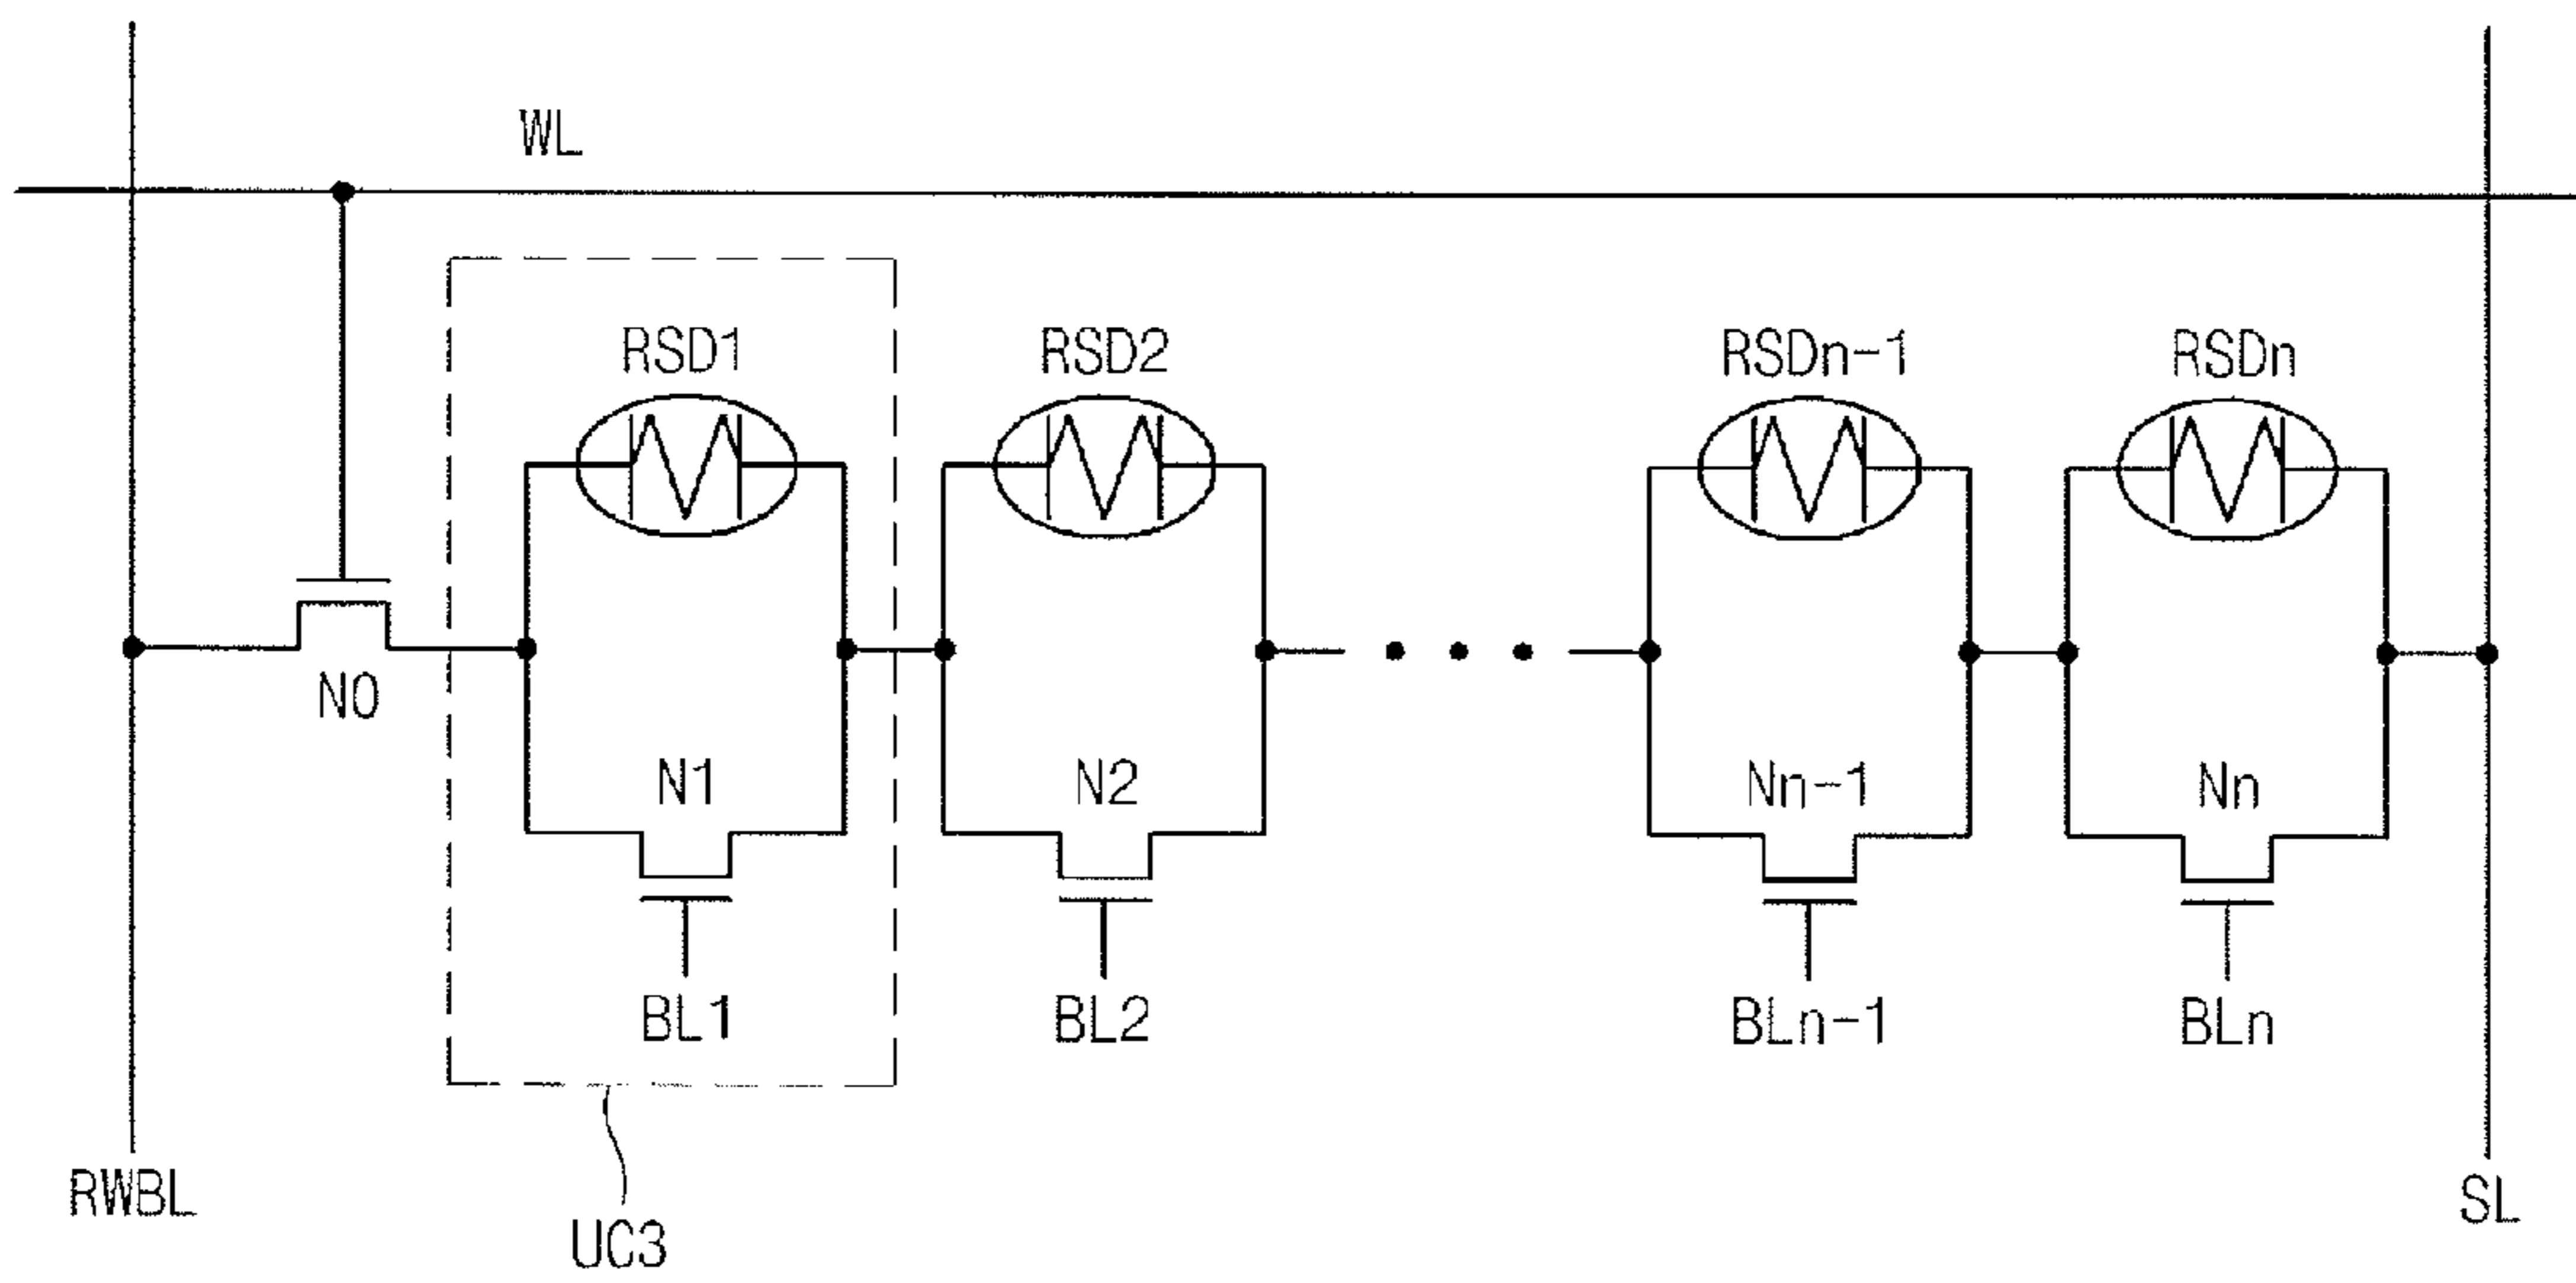 WL
RSD1 RSD2 RSDn-1 RSDn
N0
N1 N2 Nn-1 Nn
BL1 BL2 BLn-1 BLn
RWBL SL
UC3